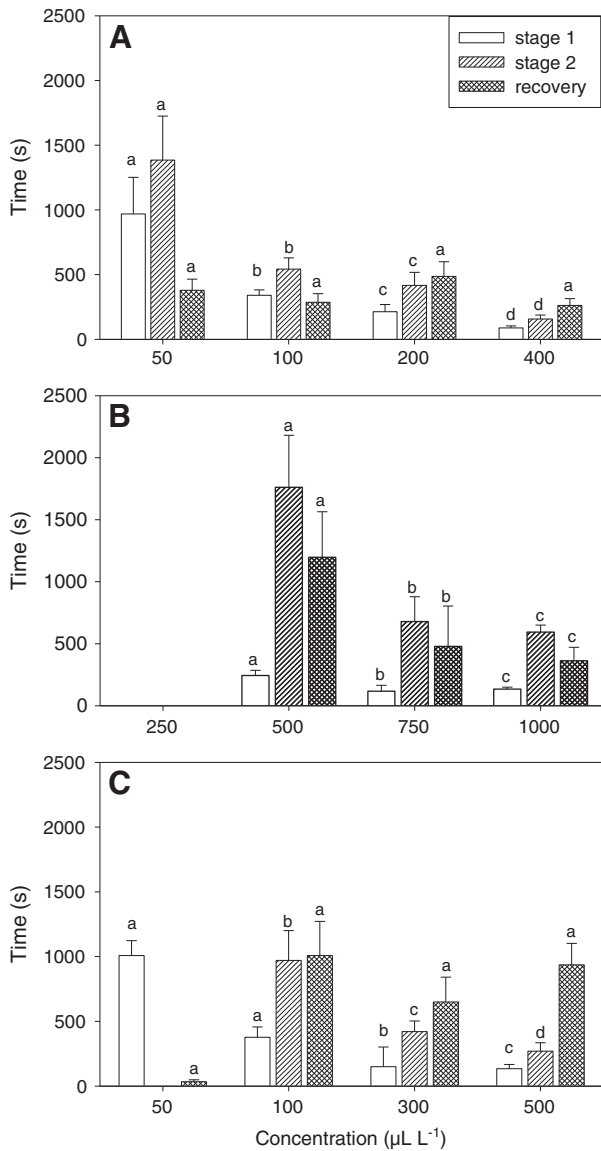 A
stage 1
stage 2
recovery
2500
2000
1500
1000
500
0
Time (s)
a a a
b b a
c c a
d d a
50 100 200 400
B
2500
2000
1500
1000
500
0
Time (s)
a a a
b b b
c c c
250 500 750 1000
C
2500
2000
1500
1000
500
0
Time (s)
a a
a b a
b c a
c d a
50 100 300 500
Concentration (µL L⁻¹)